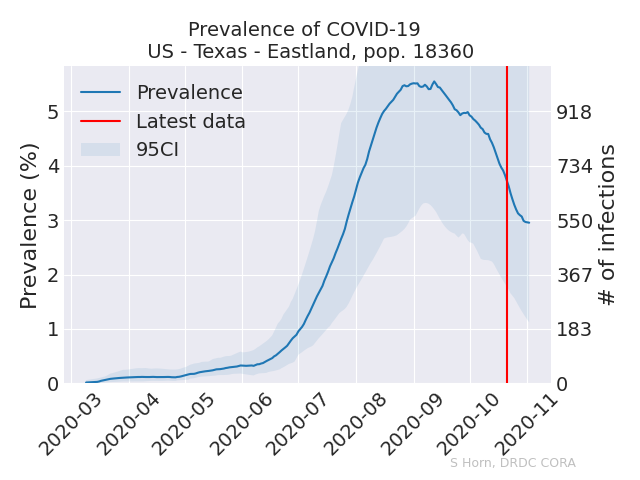 Prevalence of COVID-19
US - Texas - Eastland, pop. 18360
Prevalence
Latest data
95CI
Prevalence (%)
5
4
3
2
1
0
918
734
550
367
183
0
# of infections
2020-03
2020-04
2020-05
2020-06
2020-07
2020-08
2020-09
2020-10
2020-11
S Horn, DRDC CORA